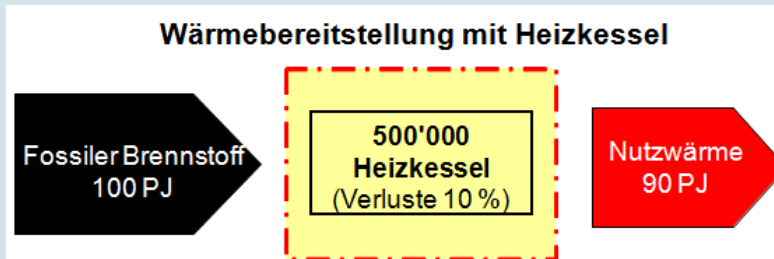 Wärmebereitstellung mit Heizkessel
Fossiler Brennstoff
100 PJ
500'000
Heizkessel
(Verluste 10 %)
Nutzwärme
90 PJ